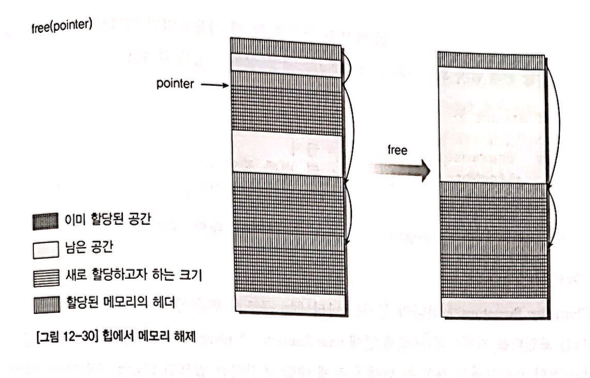 free(pointer)
pointer
free
이미 할당된 공간
남은 공간
새로 할당하고자 하는 크기
할당된 메모리의 헤더
[그림 12-30] 힙에서 메모리 해제